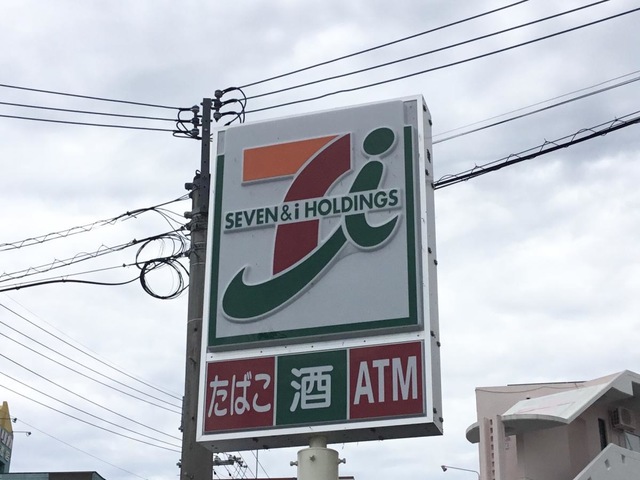 SEVEN & i HOLDINGS
たばこ 酒 ATM